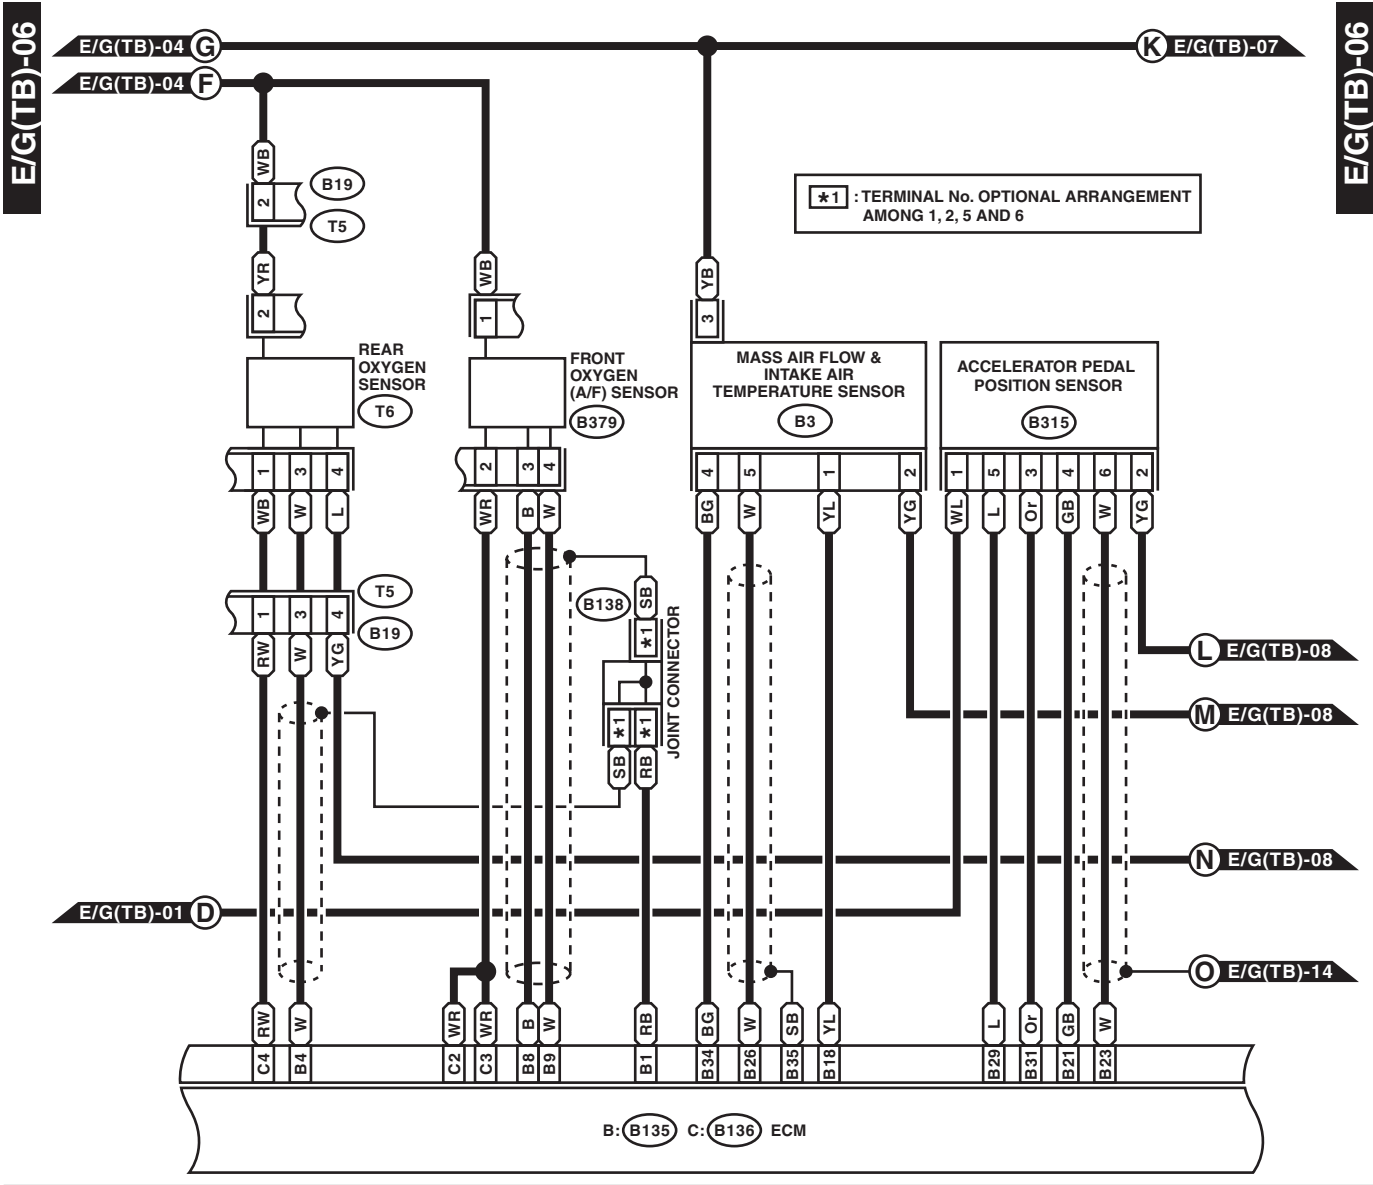 E/G(TB)-06
E/G(TB)-06
E/G(TB)-04 G
K E/G(TB)-07
E/G(TB)-04 F
WB
2
B19
T5
YR
2
WB
1
YB
3
*1 : TERMINAL No. OPTIONAL ARRANGEMENT
AMONG 1, 2, 5 AND 6
REAR
OXYGEN
SENSOR
T6
FRONT
OXYGEN
(A/F) SENSOR
B379
MASS AIR FLOW &
INTAKE AIR
TEMPERATURE SENSOR
B3
ACCELERATOR PEDAL
POSITION SENSOR
B315
1 3 4 2 3 4 4 5 1 2 1 5 3 4 6 2
WB W L WR B W BG W YL YG WL L Or GB W YG
T5
B19
1 3 4
RW W YG
B138
SB
*1
JOINT CONNECTOR
*1 *1
SB RB
L E/G(TB)-08
M E/G(TB)-08
N E/G(TB)-08
E/G(TB)-01 D
O E/G(TB)-14
RW W WR WR B W RB BG W SB YL L Or GB W
C4 B4 C2 C3 B8 B9 B1 B34 B26 B35 B18 B29 B31 B21 B23
B: B135 C: B136 ECM